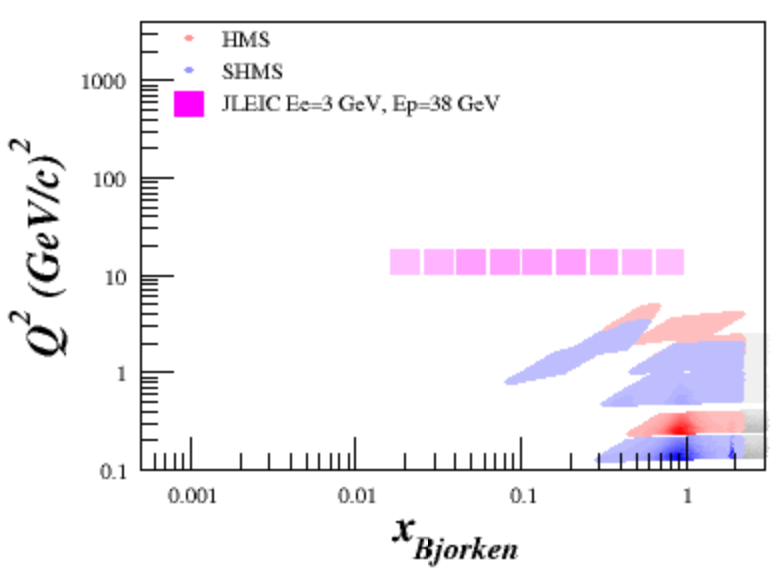 HMS
SHMS
JLEIC Ee=3 GeV, Ep=38 GeV
Q² (GeV/c)²
1000
100
10
1
0.1
0.001
0.01
0.1
1
x_Bjorken